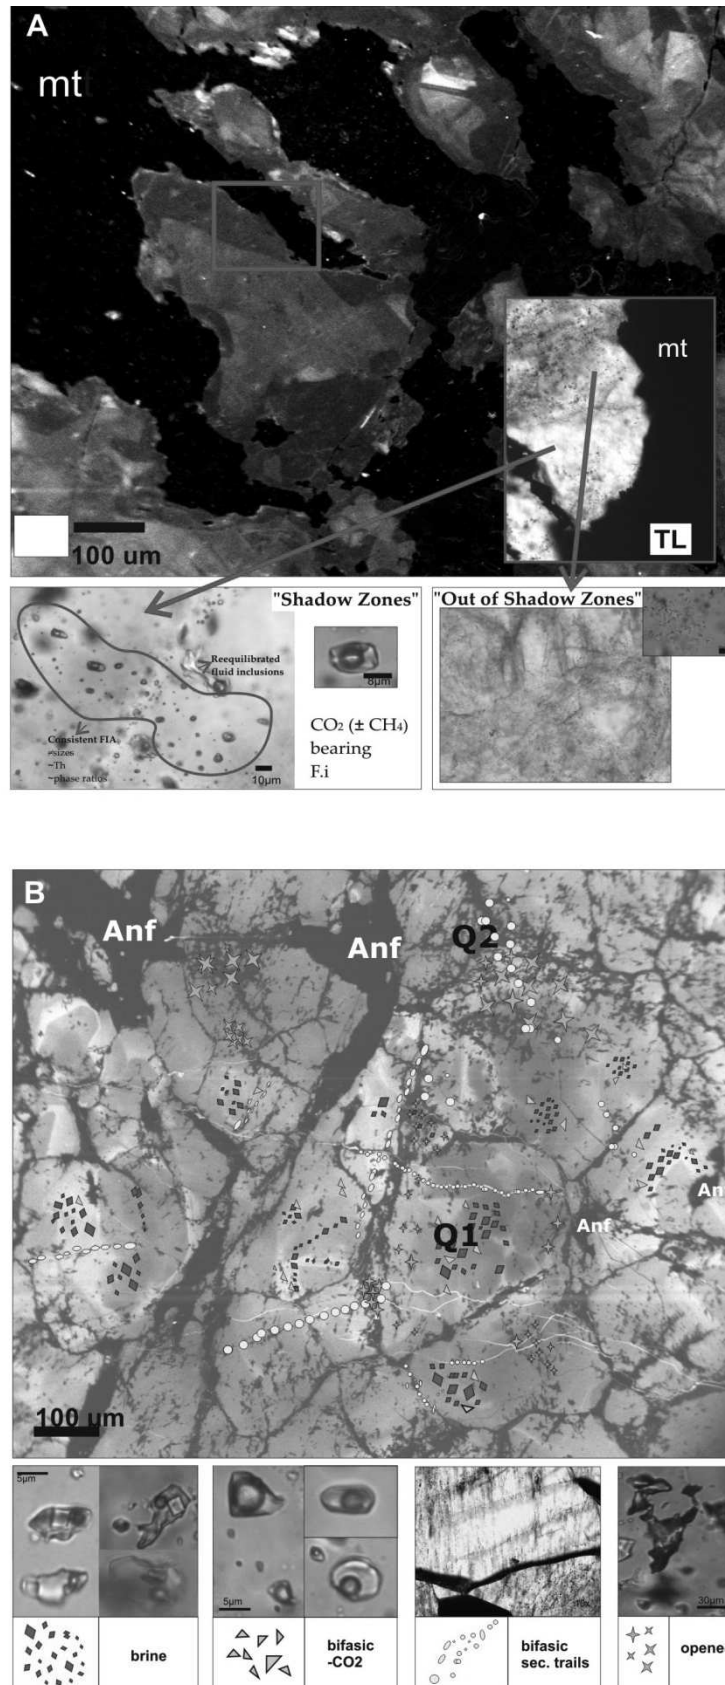 A
mt
mt
TL
100 um
"Shadow Zones"
Reequilibrated
fluid inclusions
Consistent FIA
≠sizes
~Th
~phase ratios
10μm
8μm
CO₂ (± CH₄)
bearing
F.i
"Out of Shadow Zones"
B
Anf
Anf
Q2
An
Anf
Q1
100 μm
5μm
brine
5μm
bifasic
-CO2
bifasic
sec. trails
30μm
opene